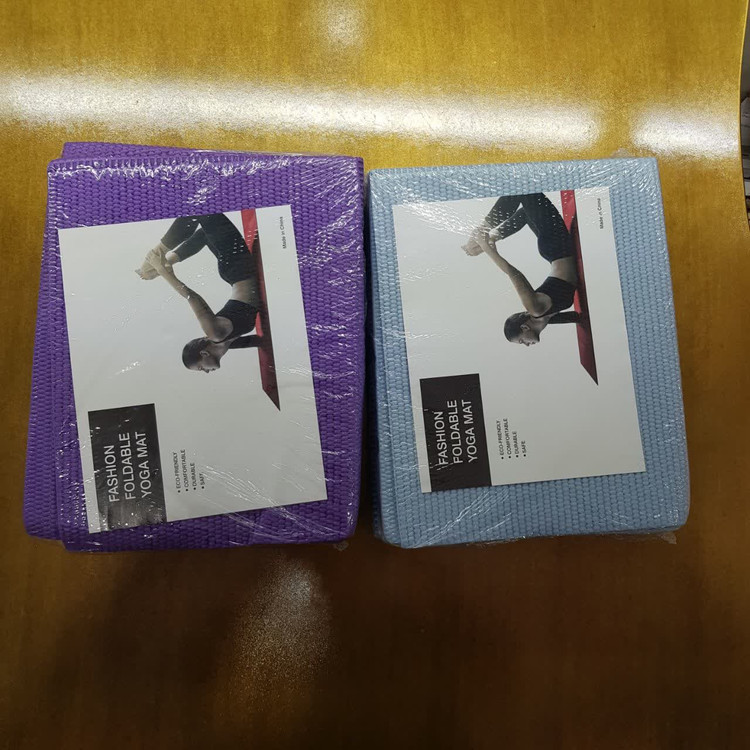 Made in China
FASHION
FOLDABLE
YOGA MAT
• ECO-FRIENDLY
• COMFORTABLE
• DURABLE
• SAFY
Made in China
FASHION
FOLDABLE
YOGA MAT
• ECO-FRIENDLY
• COMFORTABLE
• DURABLE
• SAFE